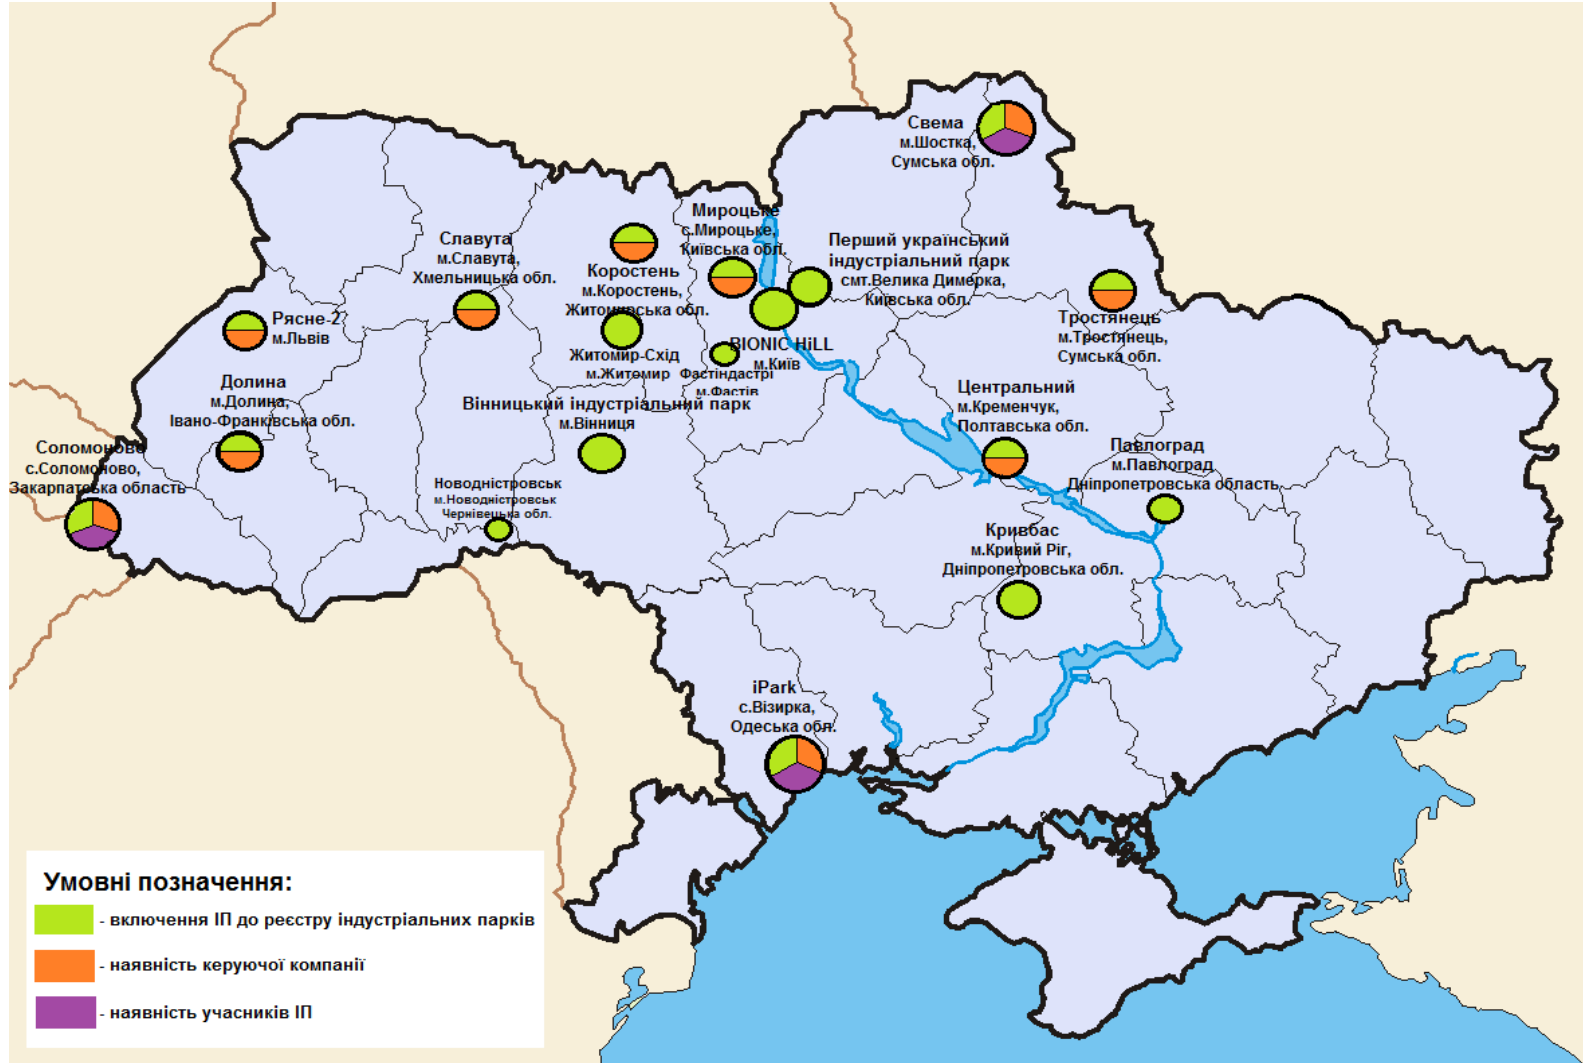 Свема
м.Шостка,
Сумська обл.
Мироцьке
с.Мироцьке,
Київська обл.
Славута
м.Славута,
Хмельницька обл.
Перший український
індустріальний парк
смт.Велика Димерка,
Київська обл.
Коростень
м.Коростень,
Житомирська обл.
Рясне-2
м.Львів
Тростянець
м.Тростянець,
Сумська обл.
BIONIC HiLL
м.Київ
Житомир-Схід
м.Житомир
Фастіндастрі
м.Фастів
Долина
м.Долина,
Івано-Франківська обл.
Центральний
м.Кременчук,
Полтавська обл.
Вінницький індустріальний парк
м.Вінниця
Соломоново
с.Соломоново,
Закарпатська область
Павлоград
м.Павлоград
Дніпропетровська область
Новодністровськ
м.Новодністровськ
Чернівецька обл.
Кривбас
м.Кривий Ріг,
Дніпропетровська обл.
iPark
с.Візирка,
Одеська обл.
Умовні позначення:
- включення ІП до реєстру індустріальних парків
- наявність керуючої компанії
- наявність учасників ІП